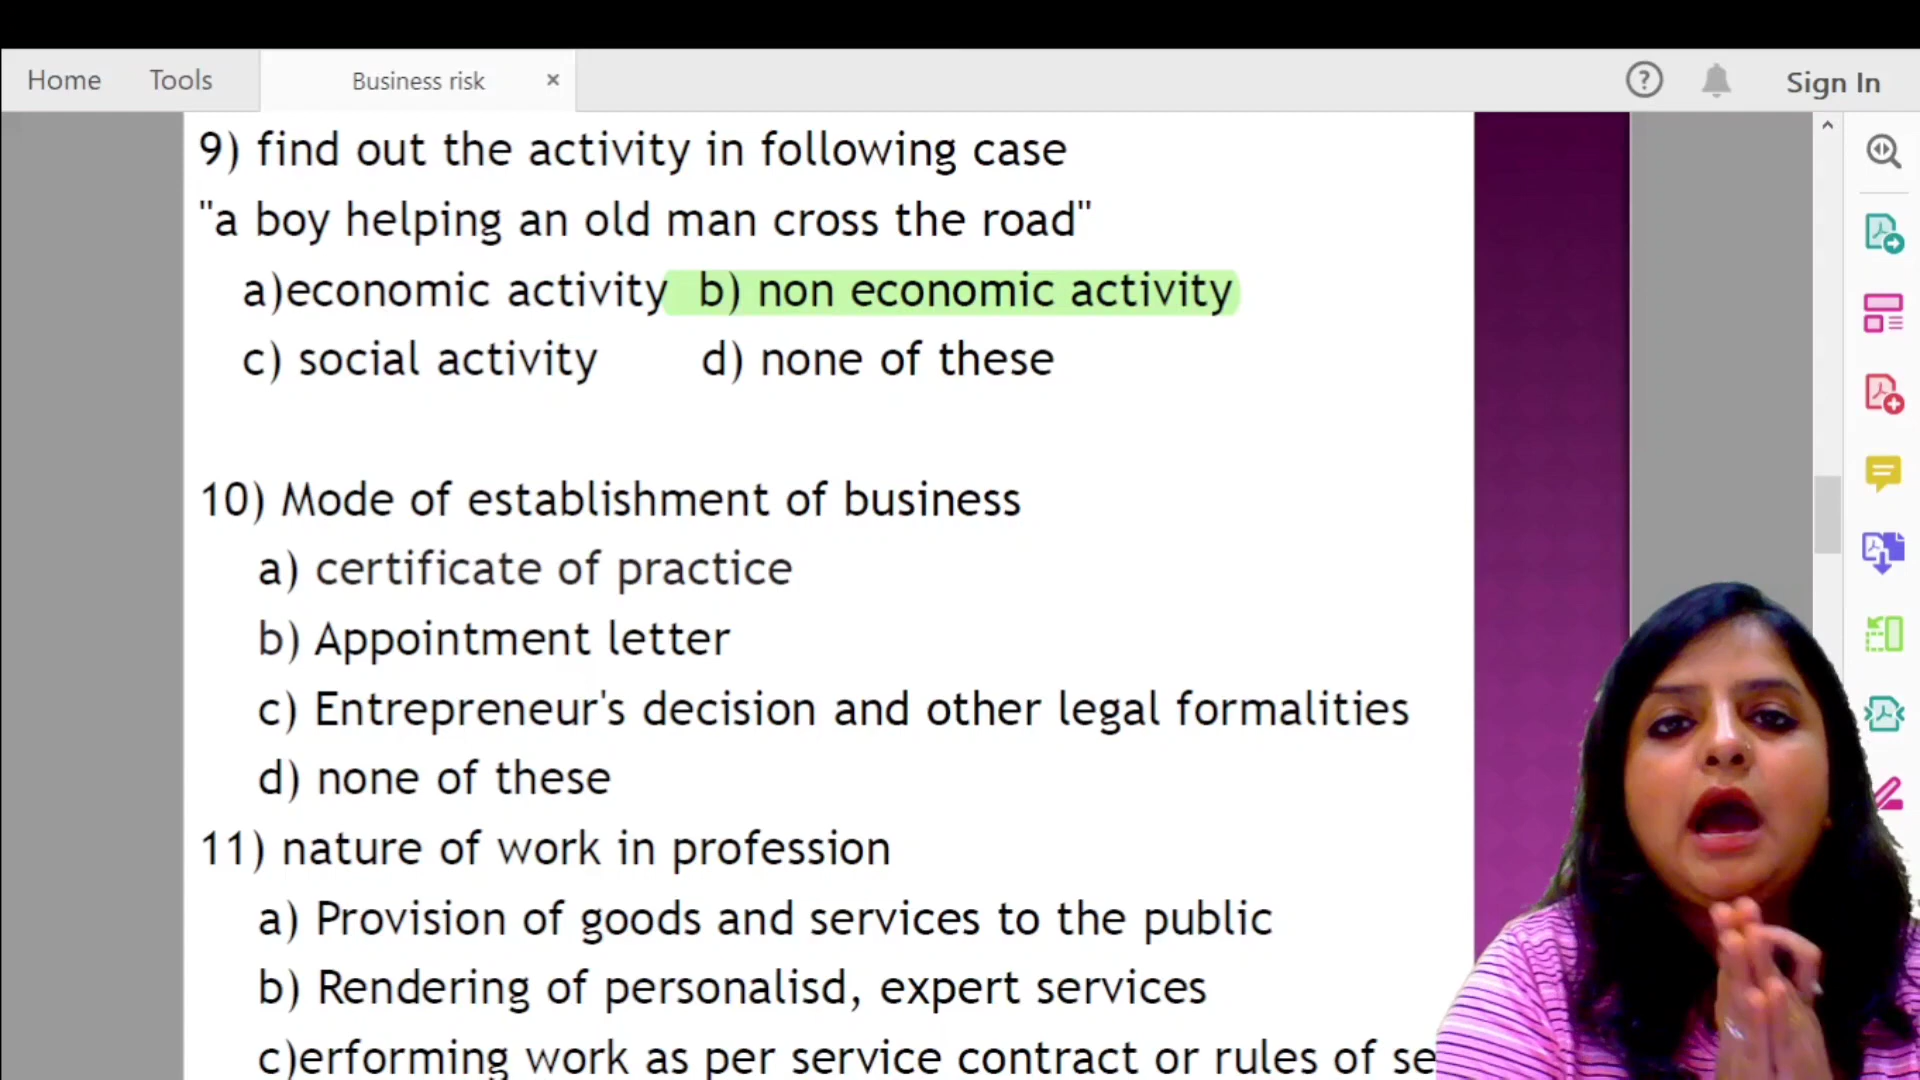 Home Tools Business risk × ? Sign In
9) find out the activity in following case
"a boy helping an old man cross the road"
a)economic activity b) non economic activity
c) social activity d) none of these
10) Mode of establishment of business
a) certificate of practice
b) Appointment letter
c) Entrepreneur's decision and other legal formalities
d) none of these
11) nature of work in profession
a) Provision of goods and services to the public
b) Rendering of personalisd, expert services
c)erforming work as per service contract or rules of se